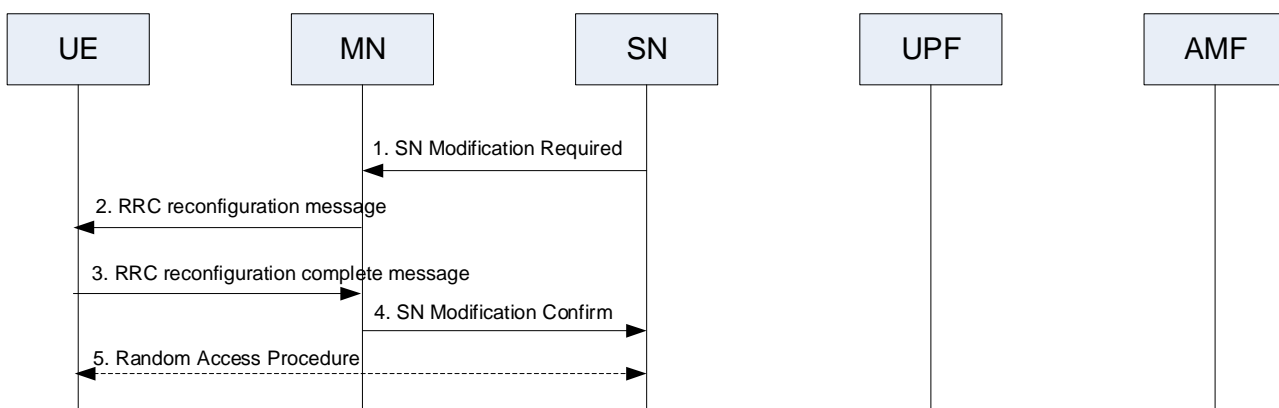 UE
MN
SN
UPF
AMF
1. SN Modification Required
2. RRC reconfiguration message
3. RRC reconfiguration complete message
4. SN Modification Confirm
5. Random Access Procedure